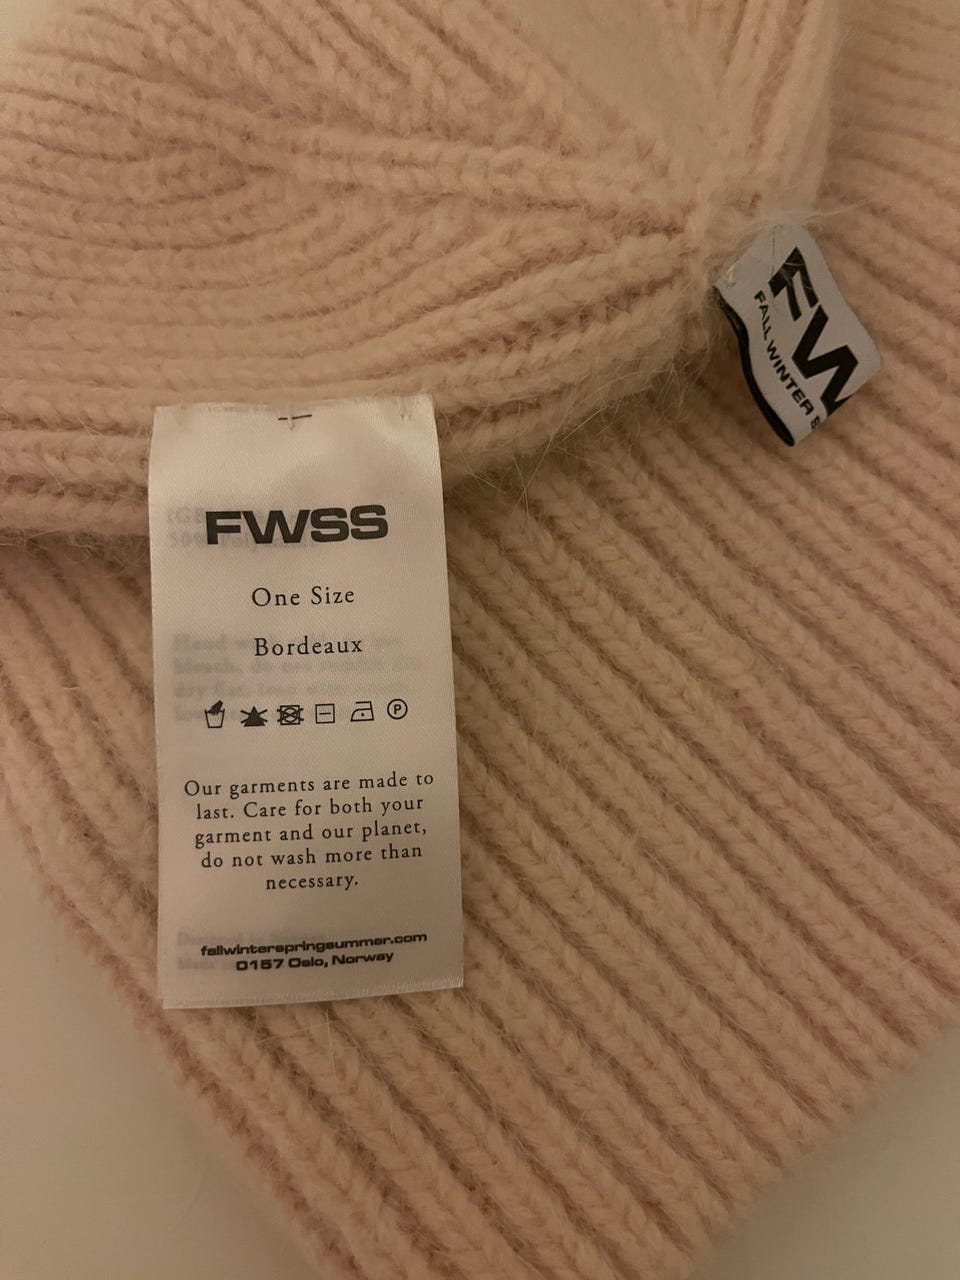 FW
FALL WINTER S
FWSS
One Size
Bordeaux
P
Our garments are made to
last. Care for both your
garment and our planet,
do not wash more than
necessary.
fallwinterspringsummer.com
0157 Oslo, Norway